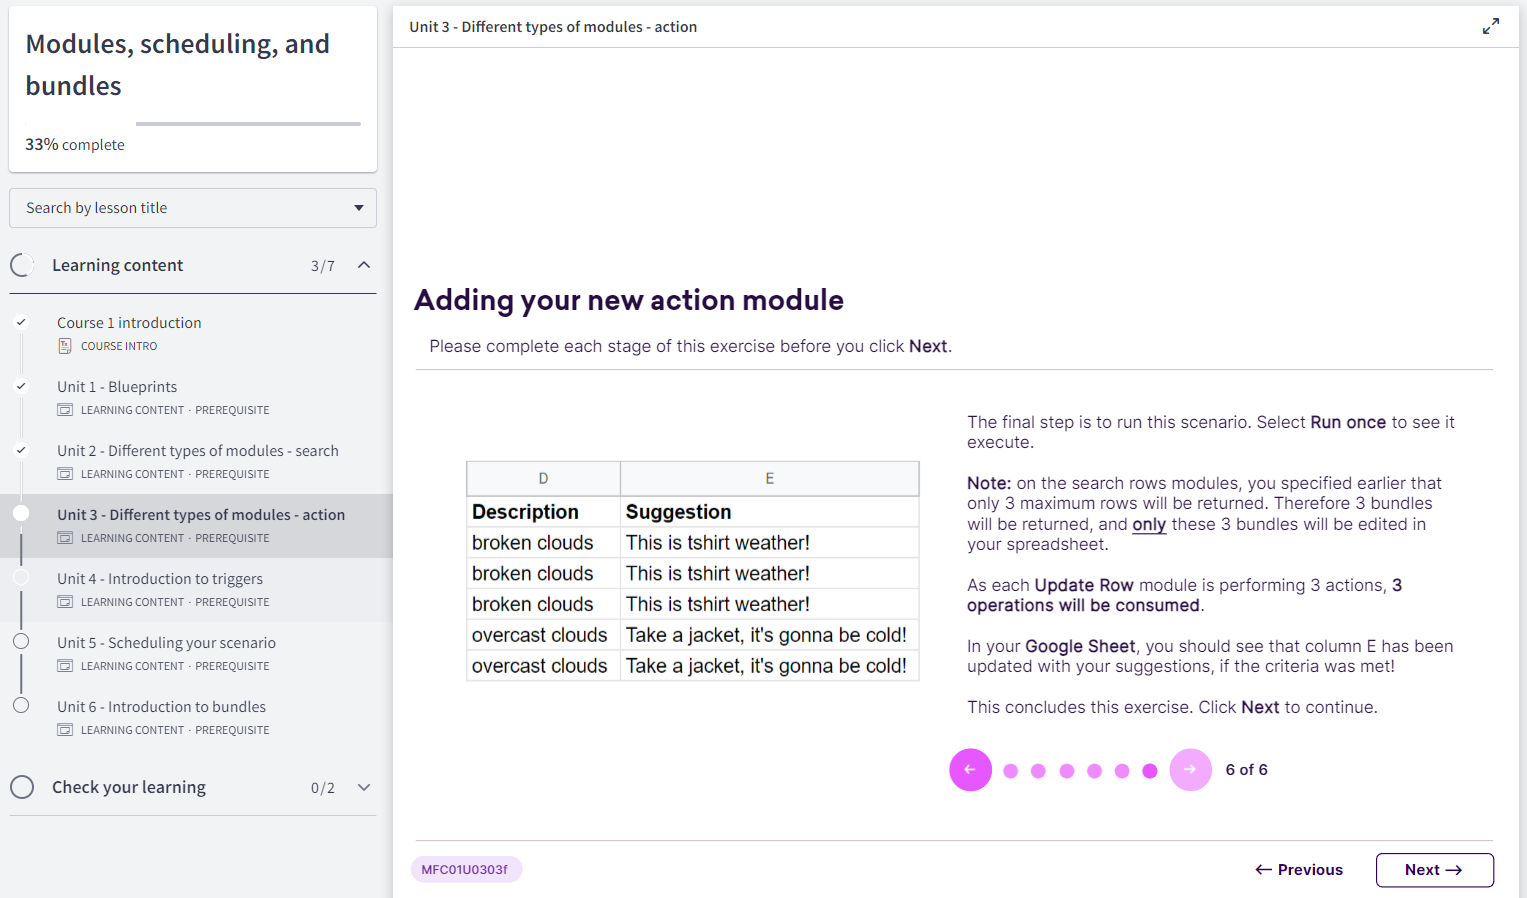 Modules, scheduling, and
bundles
33% complete
Search by lesson title
Learning content 3/7
Course 1 introduction
COURSE INTRO
Unit 1 - Blueprints
LEARNING CONTENT · PREREQUISITE
Unit 2 - Different types of modules - search
LEARNING CONTENT · PREREQUISITE
Unit 3 - Different types of modules - action
LEARNING CONTENT · PREREQUISITE
Unit 4 - Introduction to triggers
LEARNING CONTENT · PREREQUISITE
Unit 5 - Scheduling your scenario
LEARNING CONTENT · PREREQUISITE
Unit 6 - Introduction to bundles
LEARNING CONTENT · PREREQUISITE
Check your learning 0/2
Unit 3 - Different types of modules - action
Adding your new action module
Please complete each stage of this exercise before you click Next.
D E
Description Suggestion
broken clouds This is tshirt weather!
broken clouds This is tshirt weather!
broken clouds This is tshirt weather!
overcast clouds Take a jacket, it's gonna be cold!
overcast clouds Take a jacket, it's gonna be cold!
The final step is to run this scenario. Select Run once to see it
execute.
Note: on the search rows modules, you specified earlier that
only 3 maximum rows will be returned. Therefore 3 bundles
will be returned, and only these 3 bundles will be edited in
your spreadsheet.
As each Update Row module is performing 3 actions, 3
operations will be consumed.
In your Google Sheet, you should see that column E has been
updated with your suggestions, if the criteria was met!
This concludes this exercise. Click Next to continue.
6 of 6
MFC01U0303f
← Previous
Next →